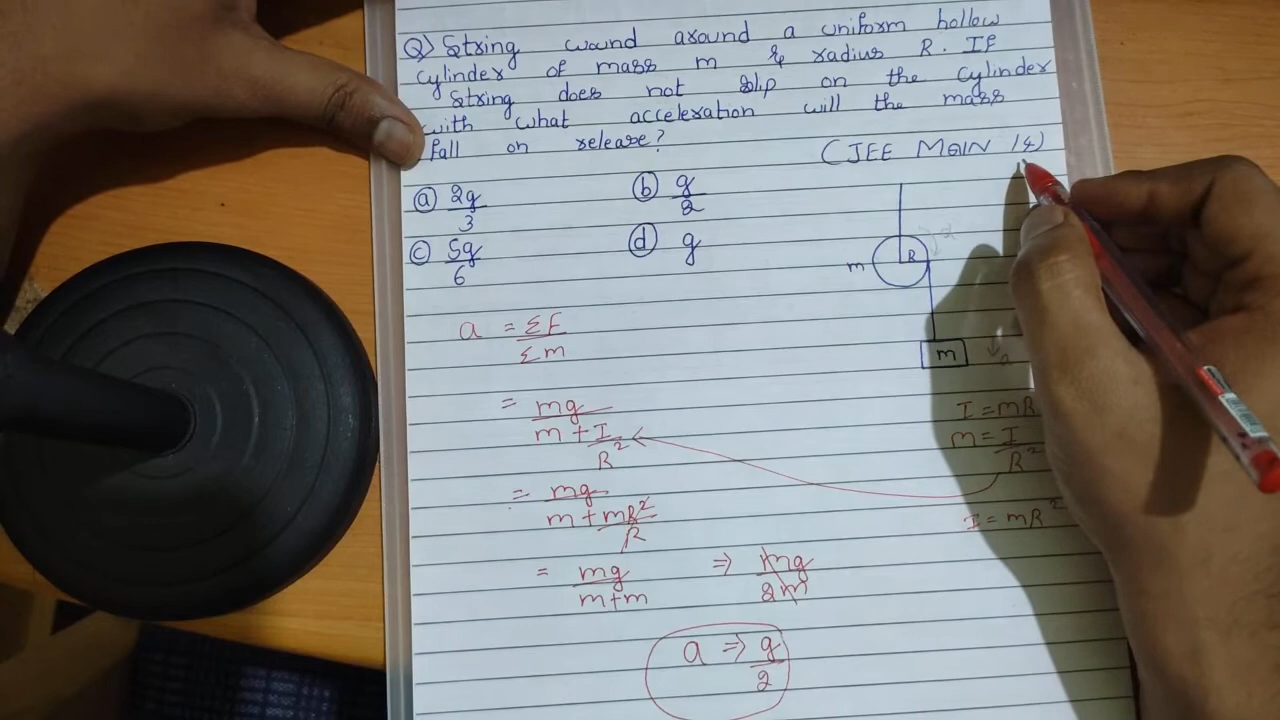 Q) String wound around a uniform hollow
cylinder of mass m & radius R. If
String does not slip on the cylinder
with what acceleration will the mass
fall on release?
(JEE MAIN 14)
(a) 2g/3 (b) g/2
(c) 5g/6 (d) g
R
m
m
a
a = ΣF/Σm
= mg/(m + I/R²)
I = mR
m = I/R²
I = mR²
= mg/(m + mR²/R)
= mg/(m+m) ⇒ mg/2m
a ⇒ g/2